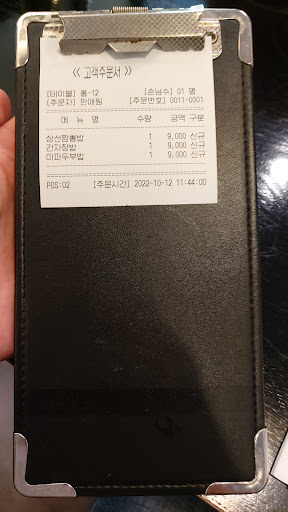 << 고객주문서 >>
[테이블] 룸-12 [손님수] 01 명
[주문자] 판매원 [주문번호] 0011-0001
메 뉴 명 수량 금액 구분
삼선짬뽕밥 1 9,000 신규
간자장밥 1 9,000 신규
마파두부밥 1 9,000 신규
POS:02 [주문시간] 2022-10-12 11:44:00